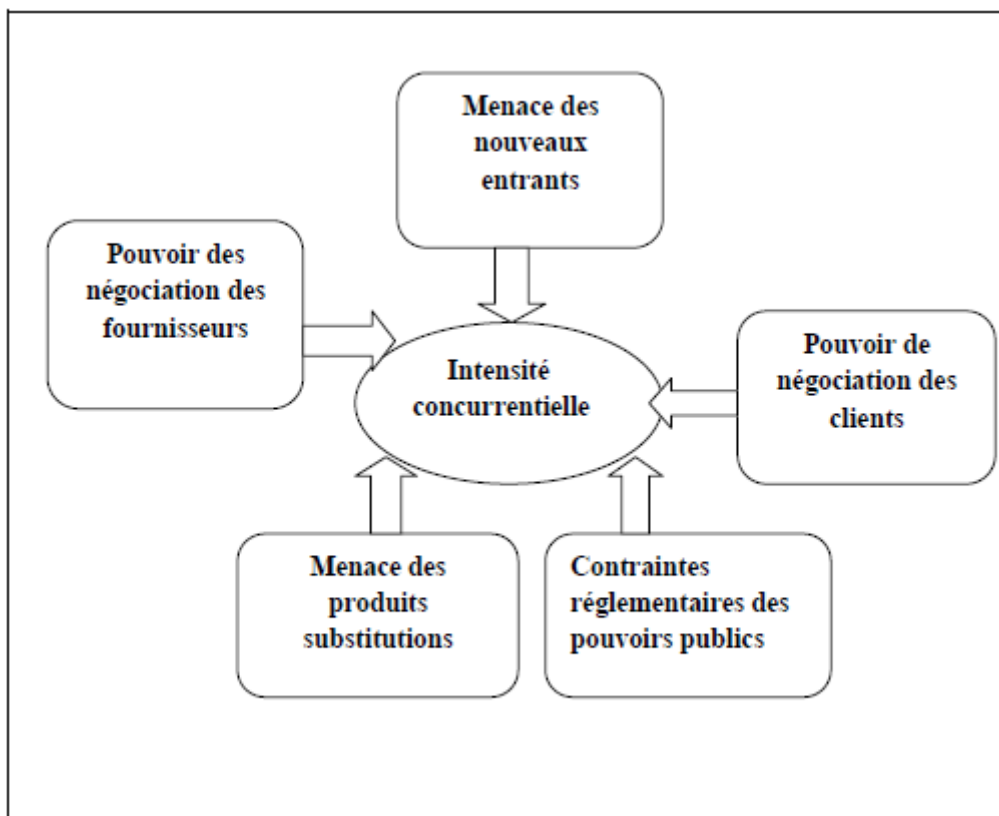 Menace des
nouveaux
entrants
Pouvoir des
négociation des
fournisseurs
Intensité
concurrentielle
Pouvoir de
négociation des
clients
Menace des
produits
substitutions
Contraintes
réglementaires des
pouvoirs publics